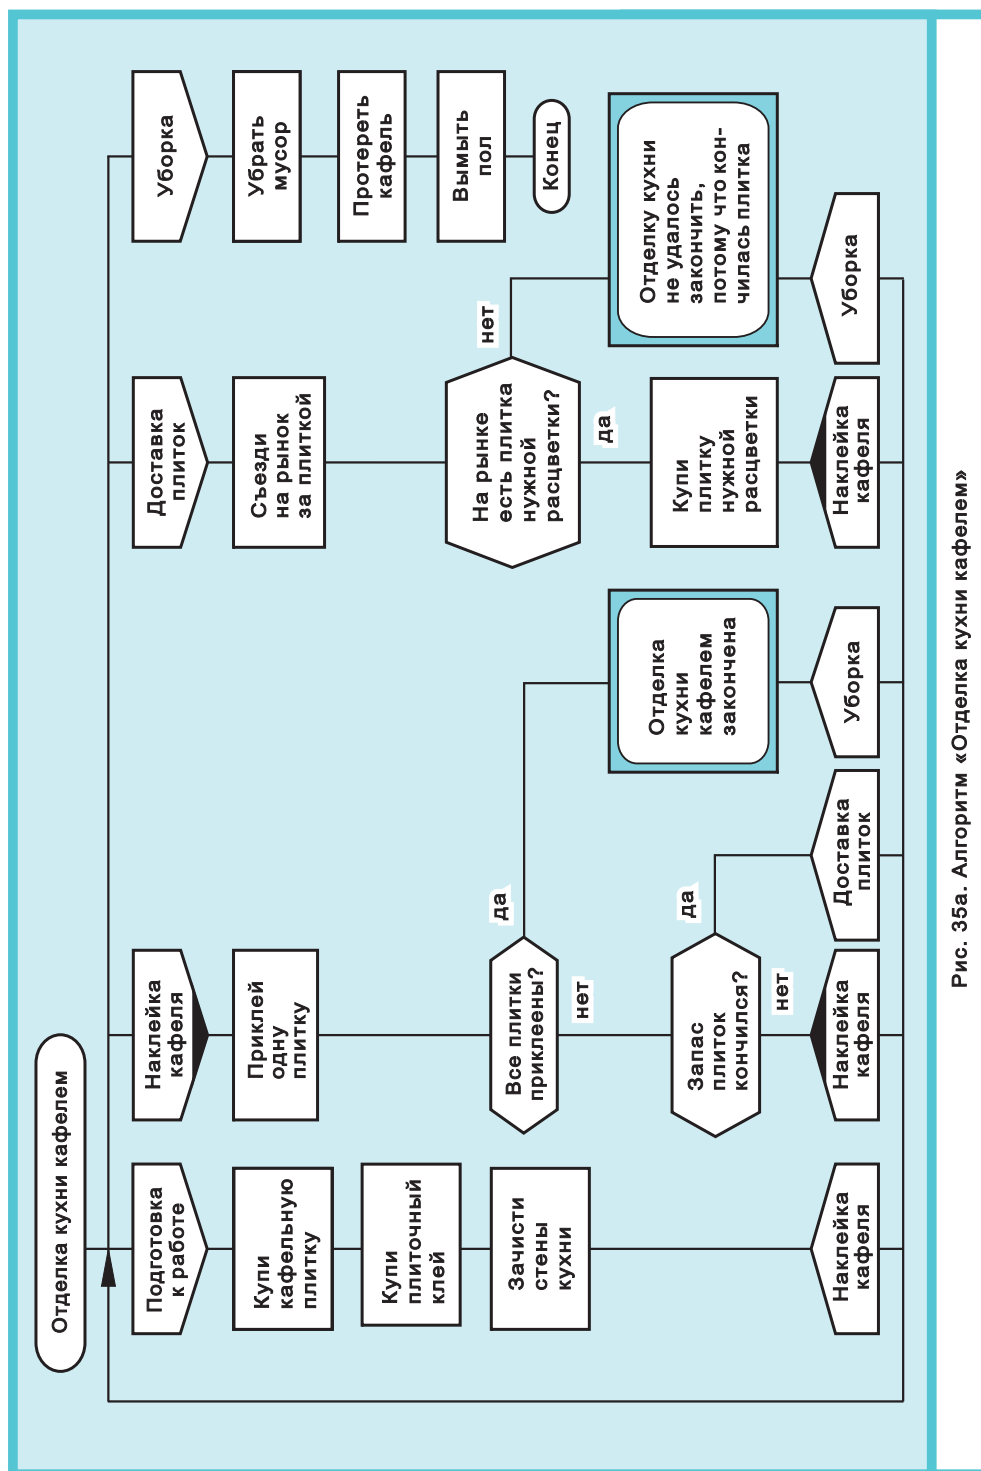 Отделка кухни кафелем
Подготовка
к работе
Купи
кафельную
плитку
Купи
плиточный
клей
Зачисти
стены
кухни
Наклейка
кафеля
Наклейка
кафеля
Приклей
одну
плитку
Все плитки
приклеены?
да
нет
Запас
плиток
кончился?
да
нет
Наклейка
кафеля
Доставка
плиток
Отделка
кухни
кафелем
закончена
Уборка
Доставка
плиток
Съезди
на рынок
за плиткой
На рынке
есть плитка
нужной
расцветки?
нет
да
Купи
плитку
нужной
расцветки
Наклейка
кафеля
Отделку кухни
не удалось
закончить,
потому что кон-
чилась плитка
Уборка
Уборка
Убрать
мусор
Протереть
кафель
Вымыть
пол
Конец
Рис. 35а. Алгоритм «Отделка кухни кафелем»